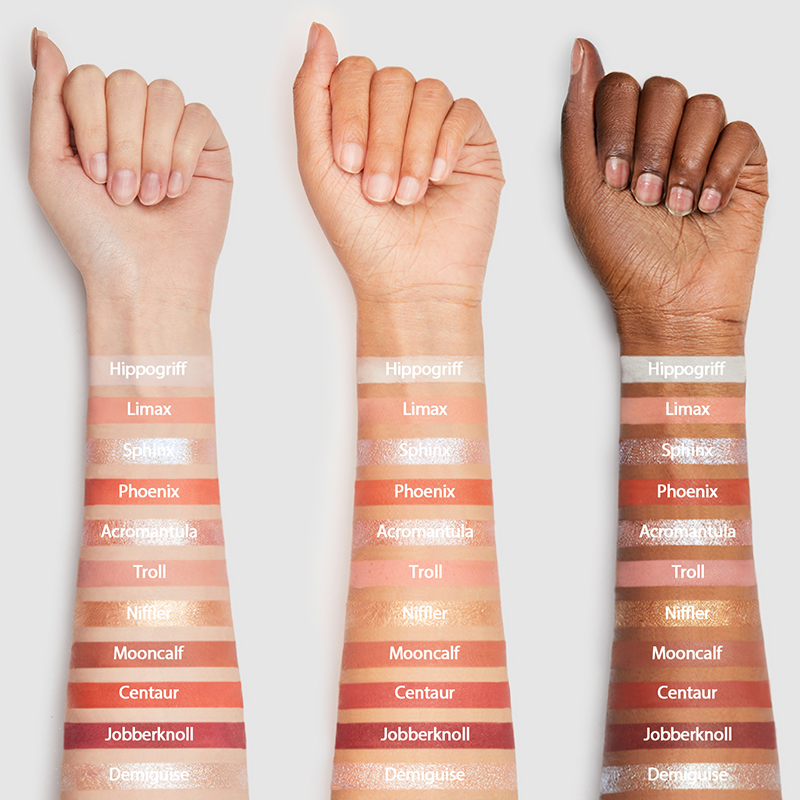 Hippogriff Hippogriff Hippogriff
Limax Limax Limax
Sphinx Sphinx Sphinx
Phoenix Phoenix Phoenix
Acromantula Acromantula Acromantula
Troll Troll Troll
Niffler Niffler Niffler
Mooncalf Mooncalf Mooncalf
Centaur Centaur Centaur
Jobberknoll Jobberknoll Jobberknoll
Demiguise Demiguise Demiguise